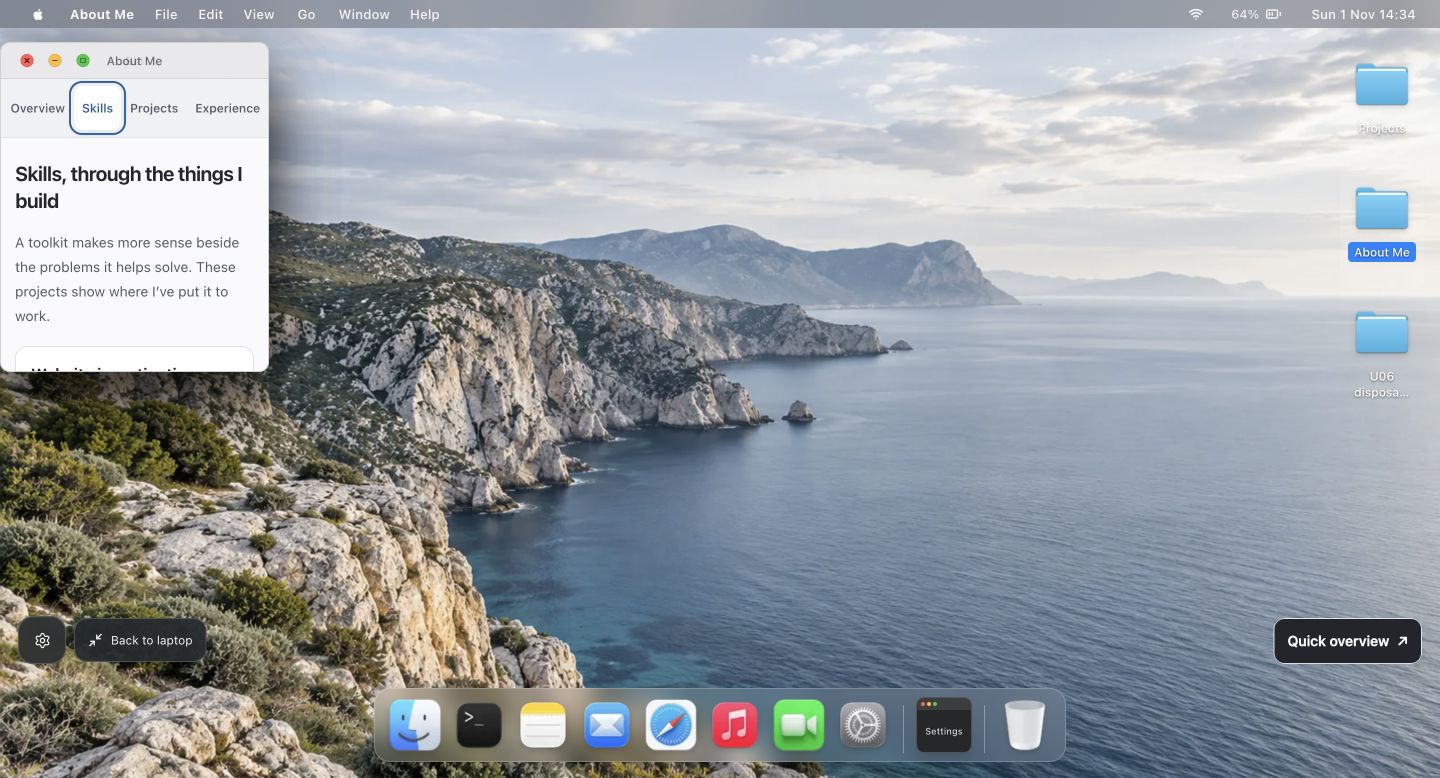 About Me File Edit View Go Window Help 64% Sun 1 Nov 14:34
About Me
Overview Skills Projects Experience
Skills, through the things I
build
A toolkit makes more sense beside
the problems it helps solve. These
projects show where I've put it to
work.
Projects
About Me
U06
disposa...
Back to laptop
Quick overview
>_
Settings